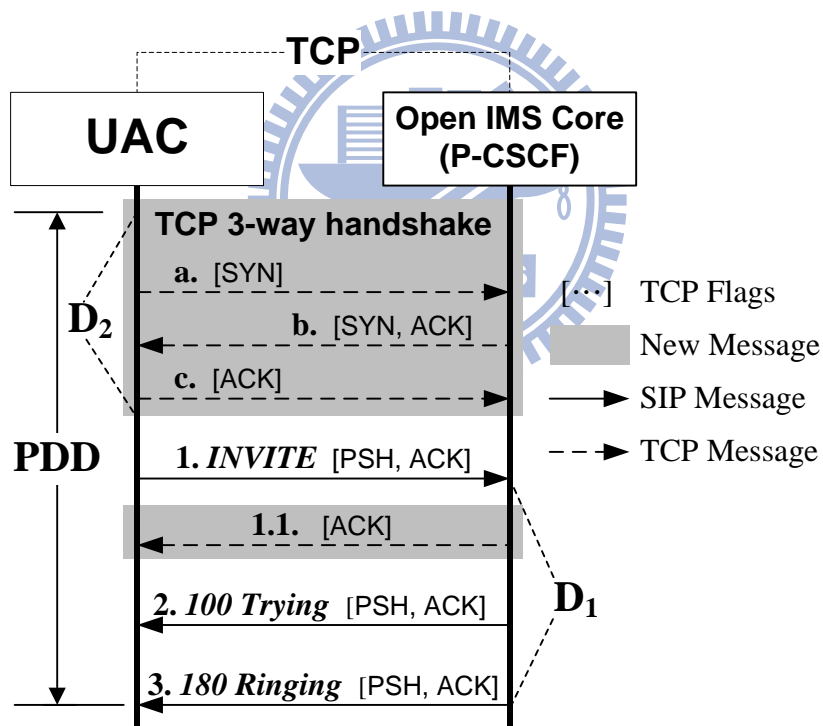 TCP
UAC
Open IMS Core
(P-CSCF)
TCP 3-way handshake
a. [SYN]
b. [SYN, ACK]
c. [ACK]
D₂
PDD
1. INVITE [PSH, ACK]
1.1. [ACK]
2. 100 Trying [PSH, ACK]
3. 180 Ringing [PSH, ACK]
D₁
[⋯] TCP Flags
New Message
SIP Message
TCP Message